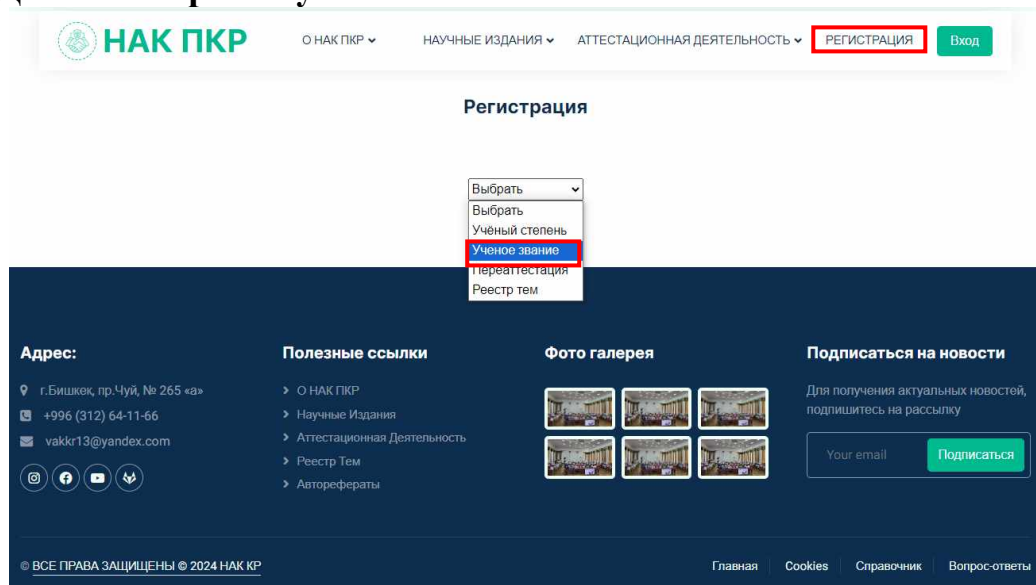 НАК ПКР
О НАК ПКР
НАУЧНЫЕ ИЗДАНИЯ
АТТЕСТАЦИОННАЯ ДЕЯТЕЛЬНОСТЬ
РЕГИСТРАЦИЯ
Вход
Регистрация
Выбрать
Выбрать
Учёный степень
Ученое звание
Переаттестация
Реестр тем
Адрес:
г.Бишкек, пр.Чуй, № 265 «а»
+996 (312) 64-11-66
vakkr13@yandex.com
Полезные ссылки
О НАК ПКР
Научные Издания
Аттестационная Деятельность
Реестр Тем
Авторефераты
Фото галерея
Подписаться на новости
Для получения актуальных новостей,
подпишитесь на рассылку
Your email
Подписаться
© ВСЕ ПРАВА ЗАЩИЩЕНЫ © 2024 НАК КР
Главная
Cookies
Справочник
Вопрос-ответы